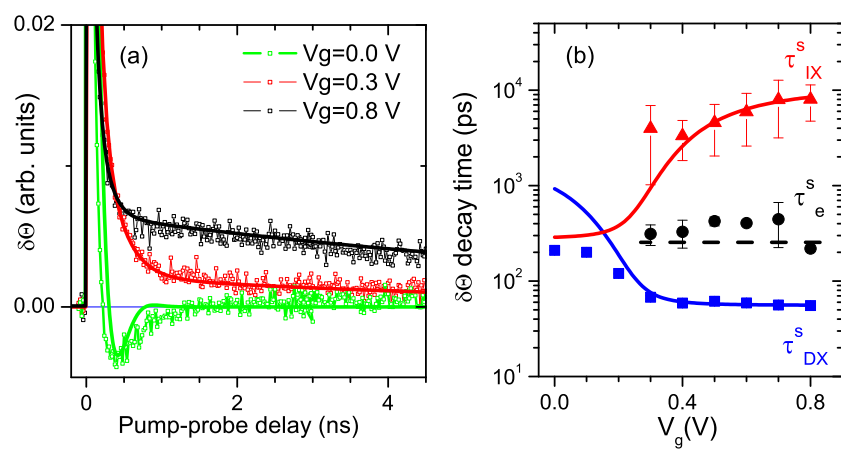 0.02
(a)
Vg=0.0 V
Vg=0.3 V
Vg=0.8 V
δΘ (arb. units)
0.00
0
2
4
Pump-probe delay (ns)
(b)
τ^s_IX
10^4
τ^s_e
10^3
δΘ decay time (ps)
10^2
τ^s_DX
10^1
0.0
0.4
0.8
V_g(V)